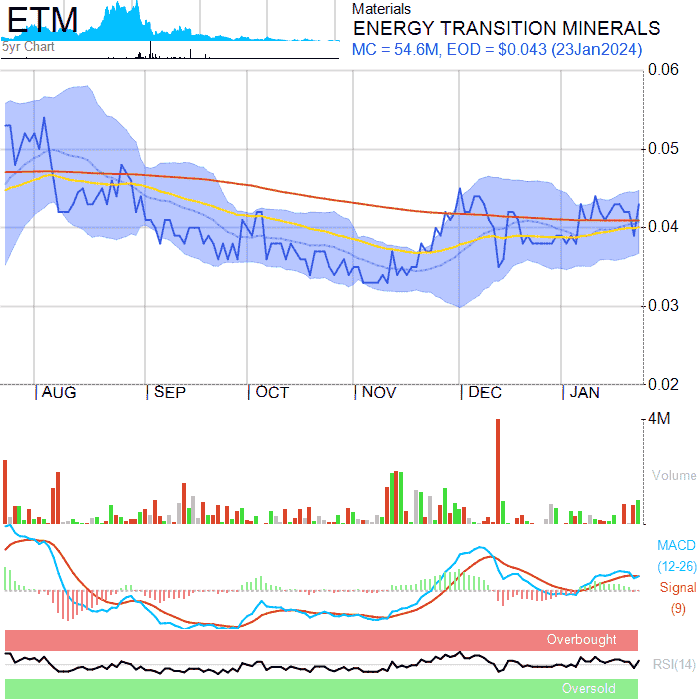 ETM
5yr Chart
Materials
ENERGY TRANSITION MINERALS
MC = 54.6M, EOD = $0.043 (23Jan2024)
0.06
0.05
0.04
0.03
0.02
AUG SEP OCT NOV DEC JAN
4M
Volume
MACD
(12-26)
Signal
(9)
Overbought
RSI(14)
Oversold